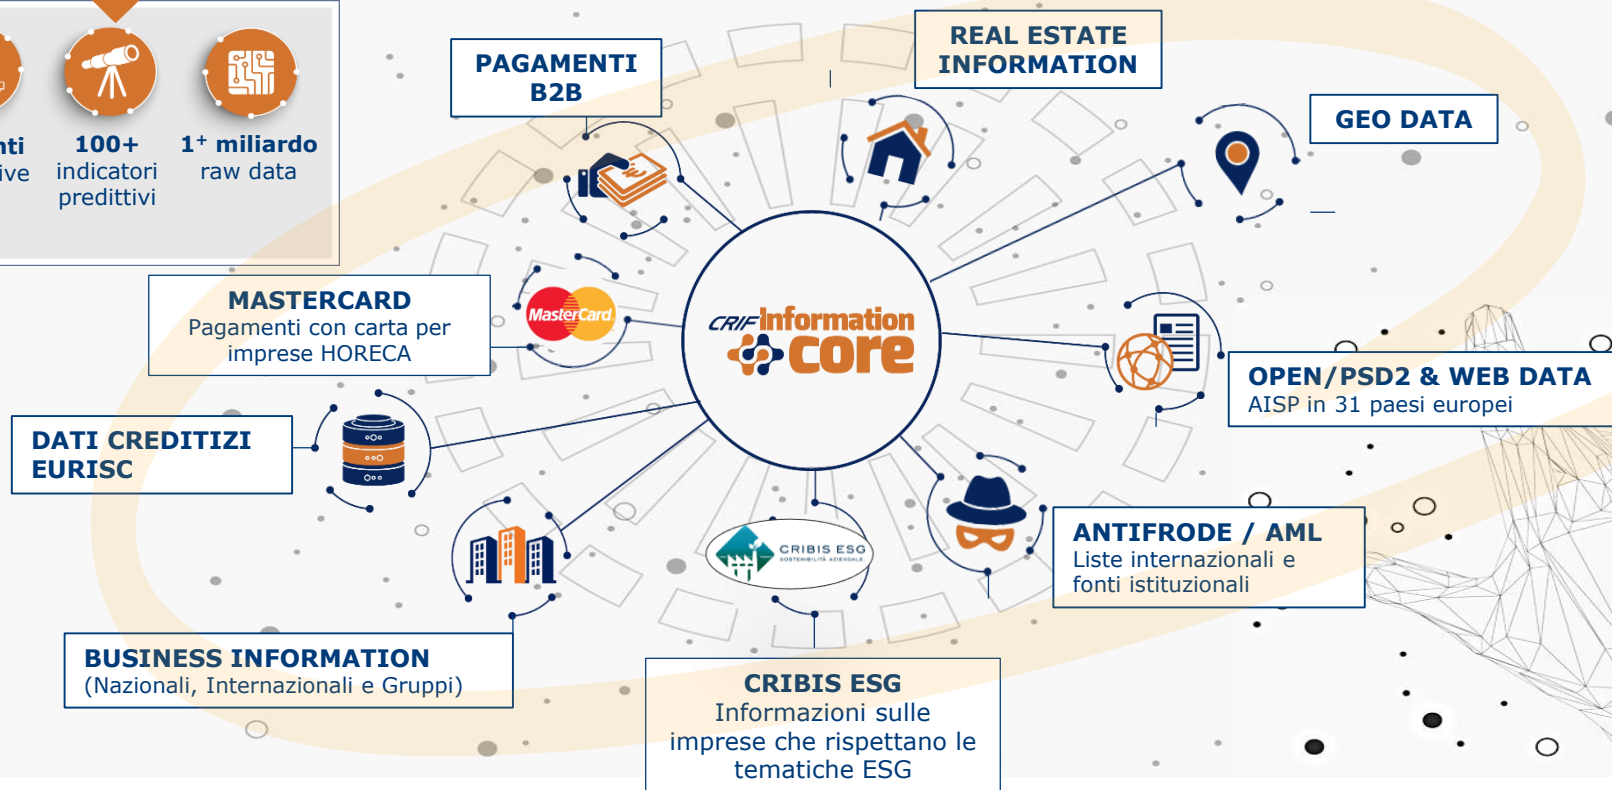 100+
indicatori
predittivi
1+ miliardo
raw data
PAGAMENTI
B2B
REAL ESTATE
INFORMATION
GEO DATA
MASTERCARD
Pagamenti con carta per
imprese HORECA
MasterCard
CRIF Information
core
OPEN/PSD2 & WEB DATA
AISP in 31 paesi europei
DATI CREDITIZI
EURISC
CRIBIS ESG
SOSTENIBILITÀ AZIENDALE
ANTIFRODE / AML
Liste internazionali e
fonti istituzionali
BUSINESS INFORMATION
(Nazionali, Internazionali e Gruppi)
CRIBIS ESG
Informazioni sulle
imprese che rispettano le
tematiche ESG